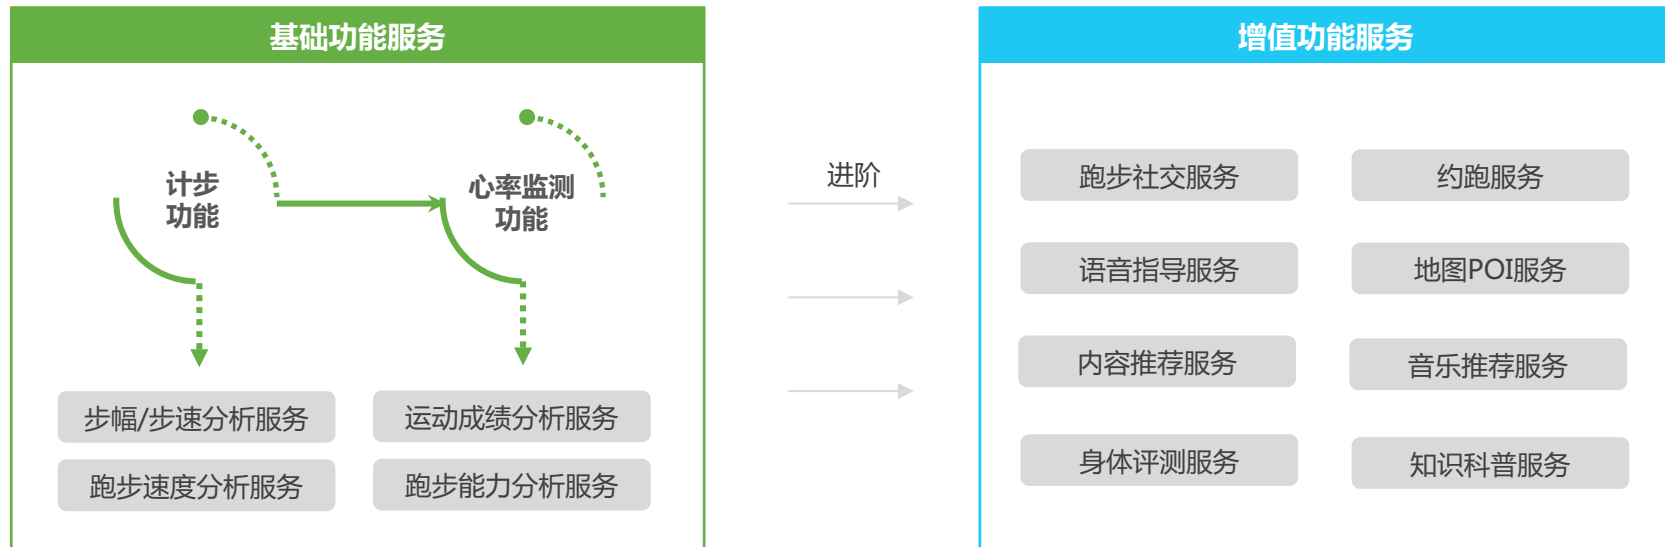 基础功能服务
计步
功能
心率监测
功能
步幅/步速分析服务
运动成绩分析服务
跑步速度分析服务
跑步能力分析服务
进阶
增值功能服务
跑步社交服务
约跑服务
语音指导服务
地图POI服务
内容推荐服务
音乐推荐服务
身体评测服务
知识科普服务